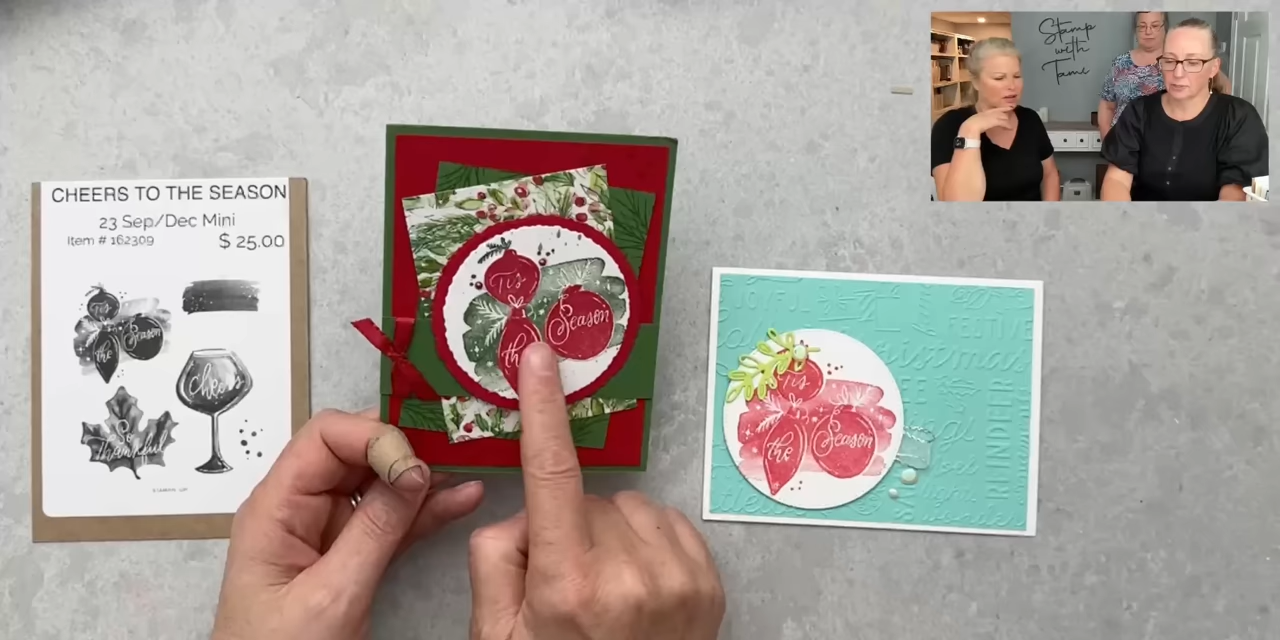 CHEERS TO THE SEASON
23 Sep/Dec Mini
Item # 162309
$ 25.00
Tis
the
Season
Cheers
So
Thankful
Tis
the
Season
JOYFUL
FESTIVE
Christmas
REINDEER
Tis
the
Season
Stamp
with
Tami